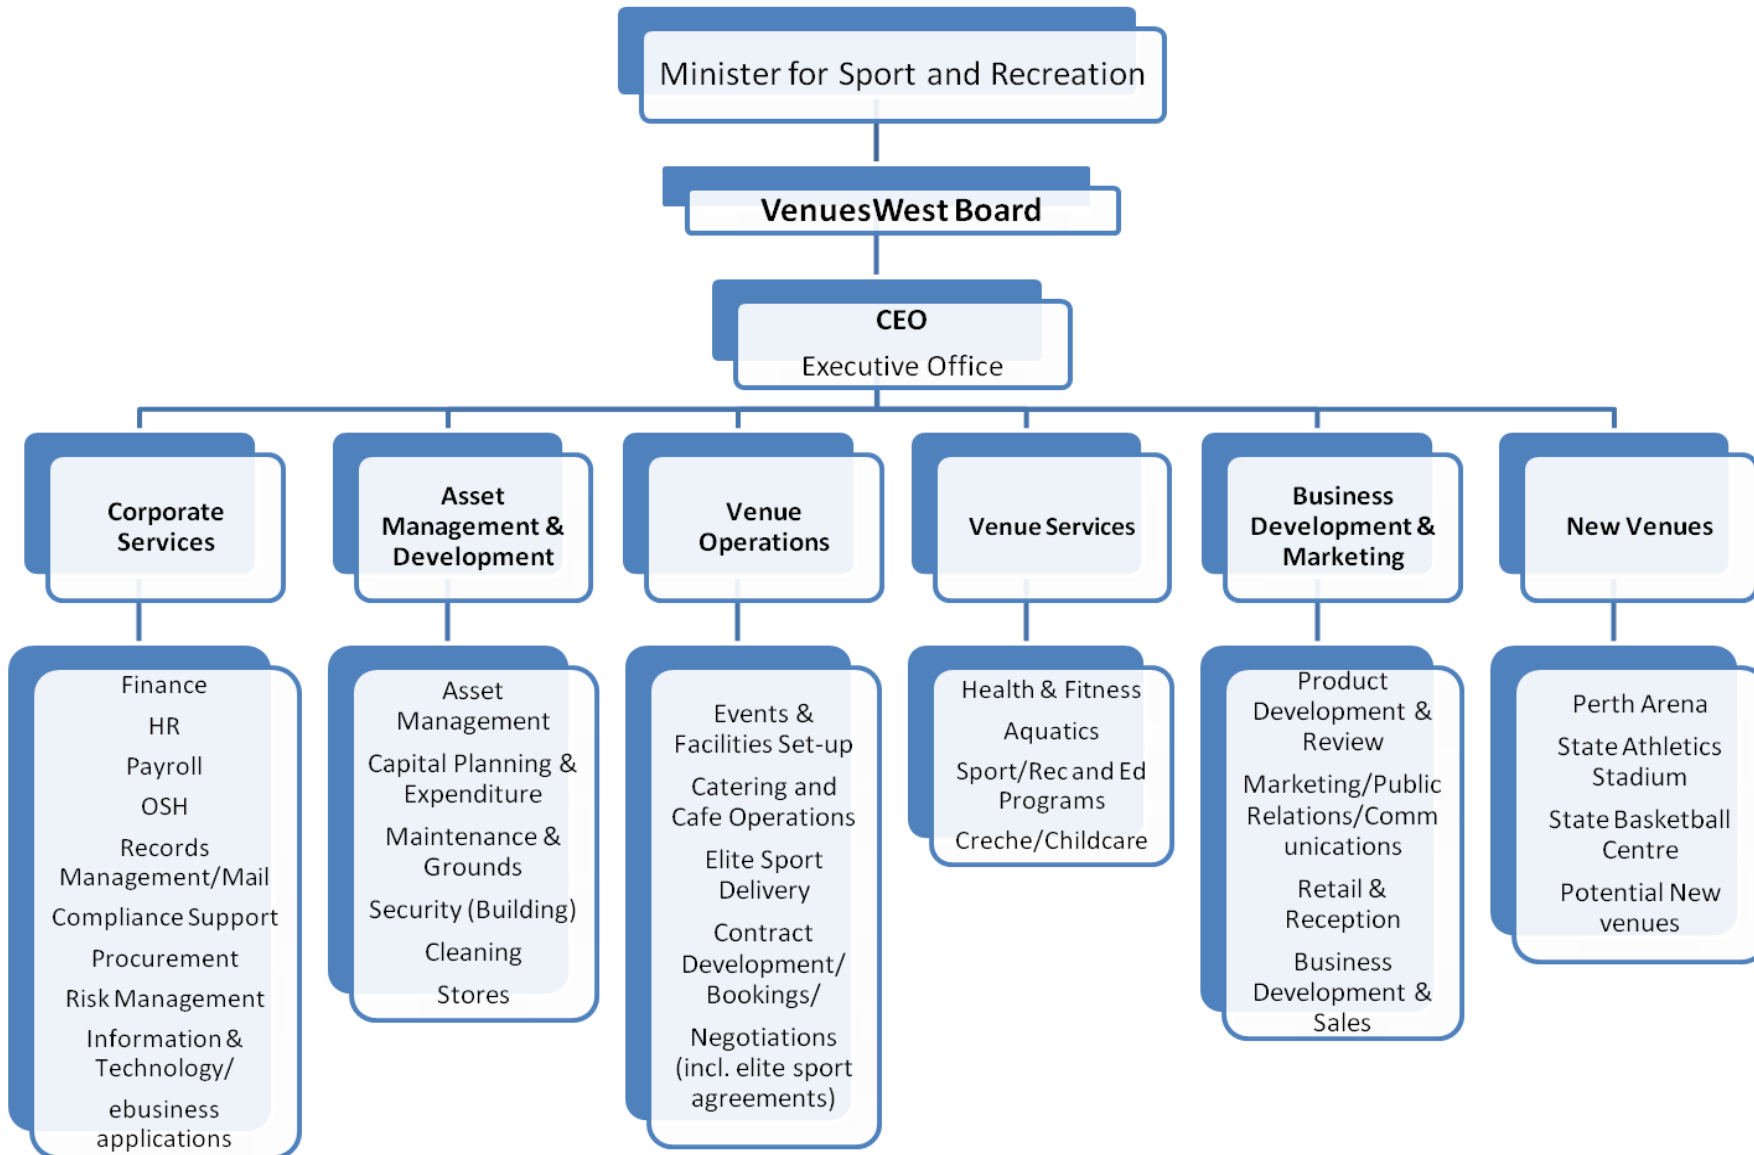 Minister for Sport and Recreation
VenuesWest Board
CEO
Executive Office
Corporate
Services
Asset
Management &
Development
Venue
Operations
Venue Services
Business
Development &
Marketing
New Venues
Finance
HR
Payroll
OSH
Records
Management/Mail
Compliance Support
Procurement
Risk Management
Information &
Technology/
ebusiness
applications
Asset
Management
Capital Planning &
Expenditure
Maintenance &
Grounds
Security (Building)
Cleaning
Stores
Events &
Facilities Set-up
Catering and
Cafe Operations
Elite Sport
Delivery
Contract
Development/
Bookings/
Negotiations
(incl. elite sport
agreements)
Health & Fitness
Aquatics
Sport/Rec and Ed
Programs
Creche/Childcare
Product
Development &
Review
Marketing/Public
Relations/Comm
unications
Retail &
Reception
Business
Development &
Sales
Perth Arena
State Athletics
Stadium
State Basketball
Centre
Potential New
venues